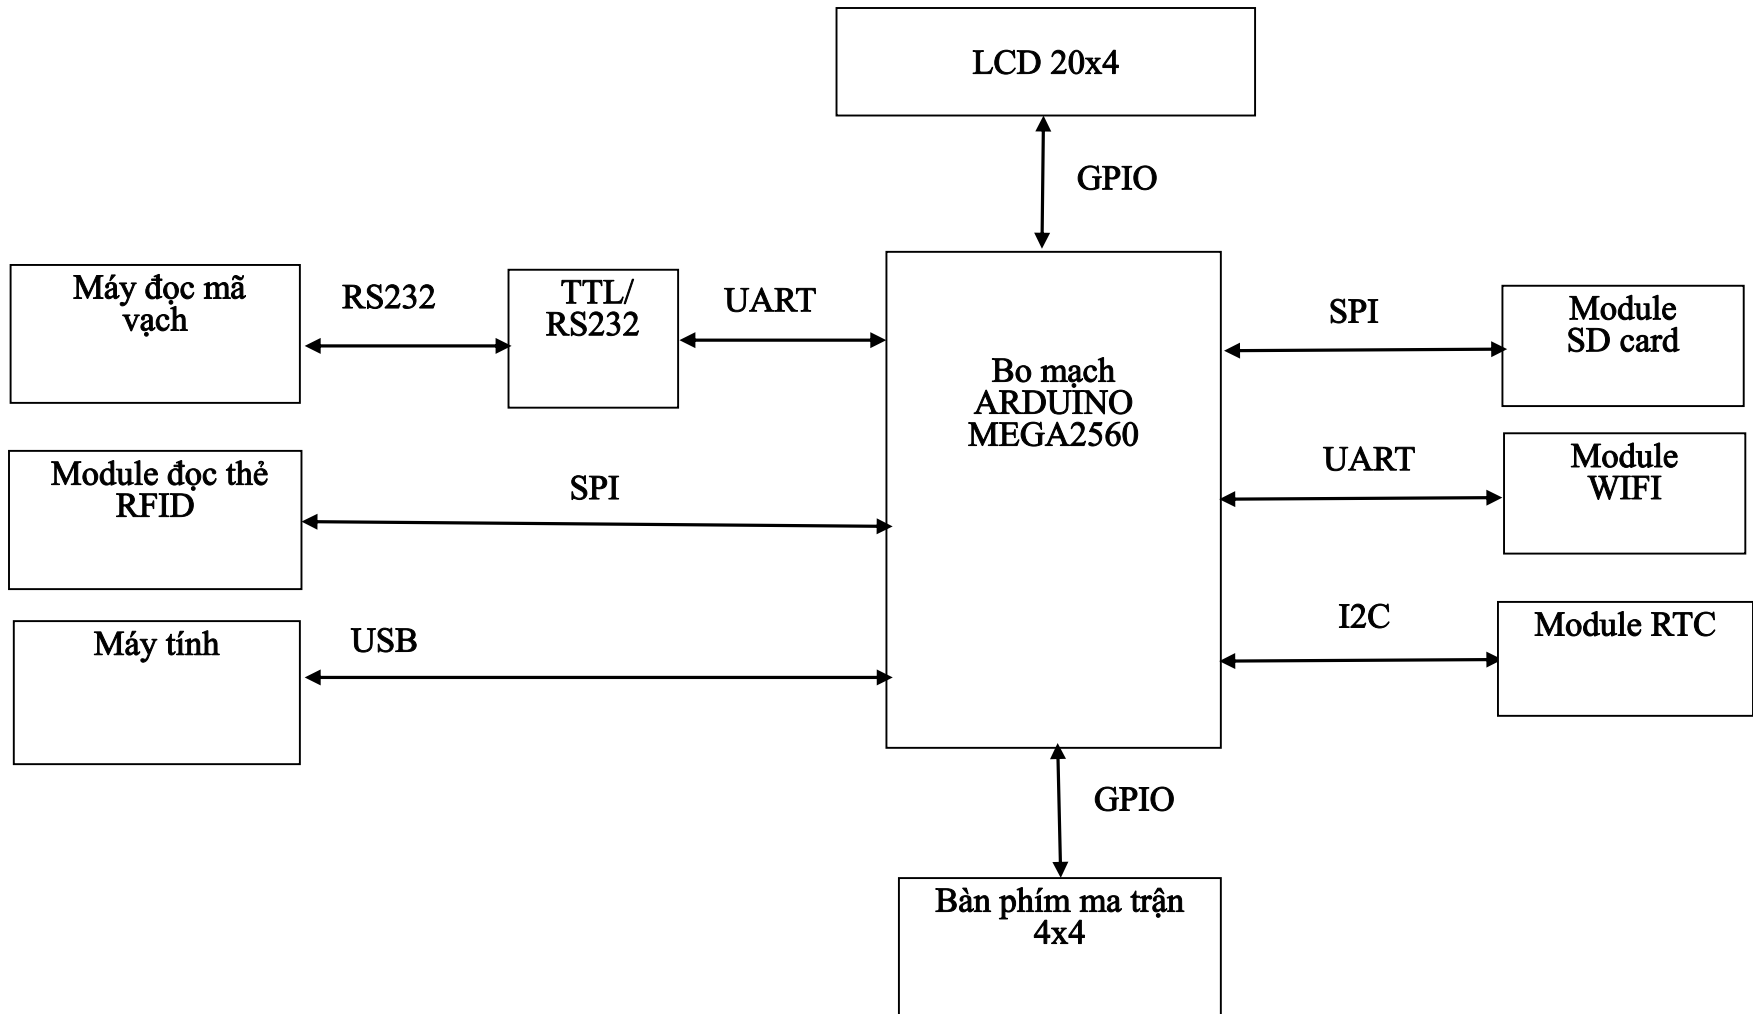 LCD 20x4
GPIO
Máy đọc mã
vạch
RS232
TTL/
RS232
UART
Bo mạch
ARDUINO
MEGA2560
SPI
Module
SD card
Module đọc thẻ
RFID
SPI
UART
Module
WIFI
Máy tính
USB
I2C
Module RTC
GPIO
Bàn phím ma trận
4x4